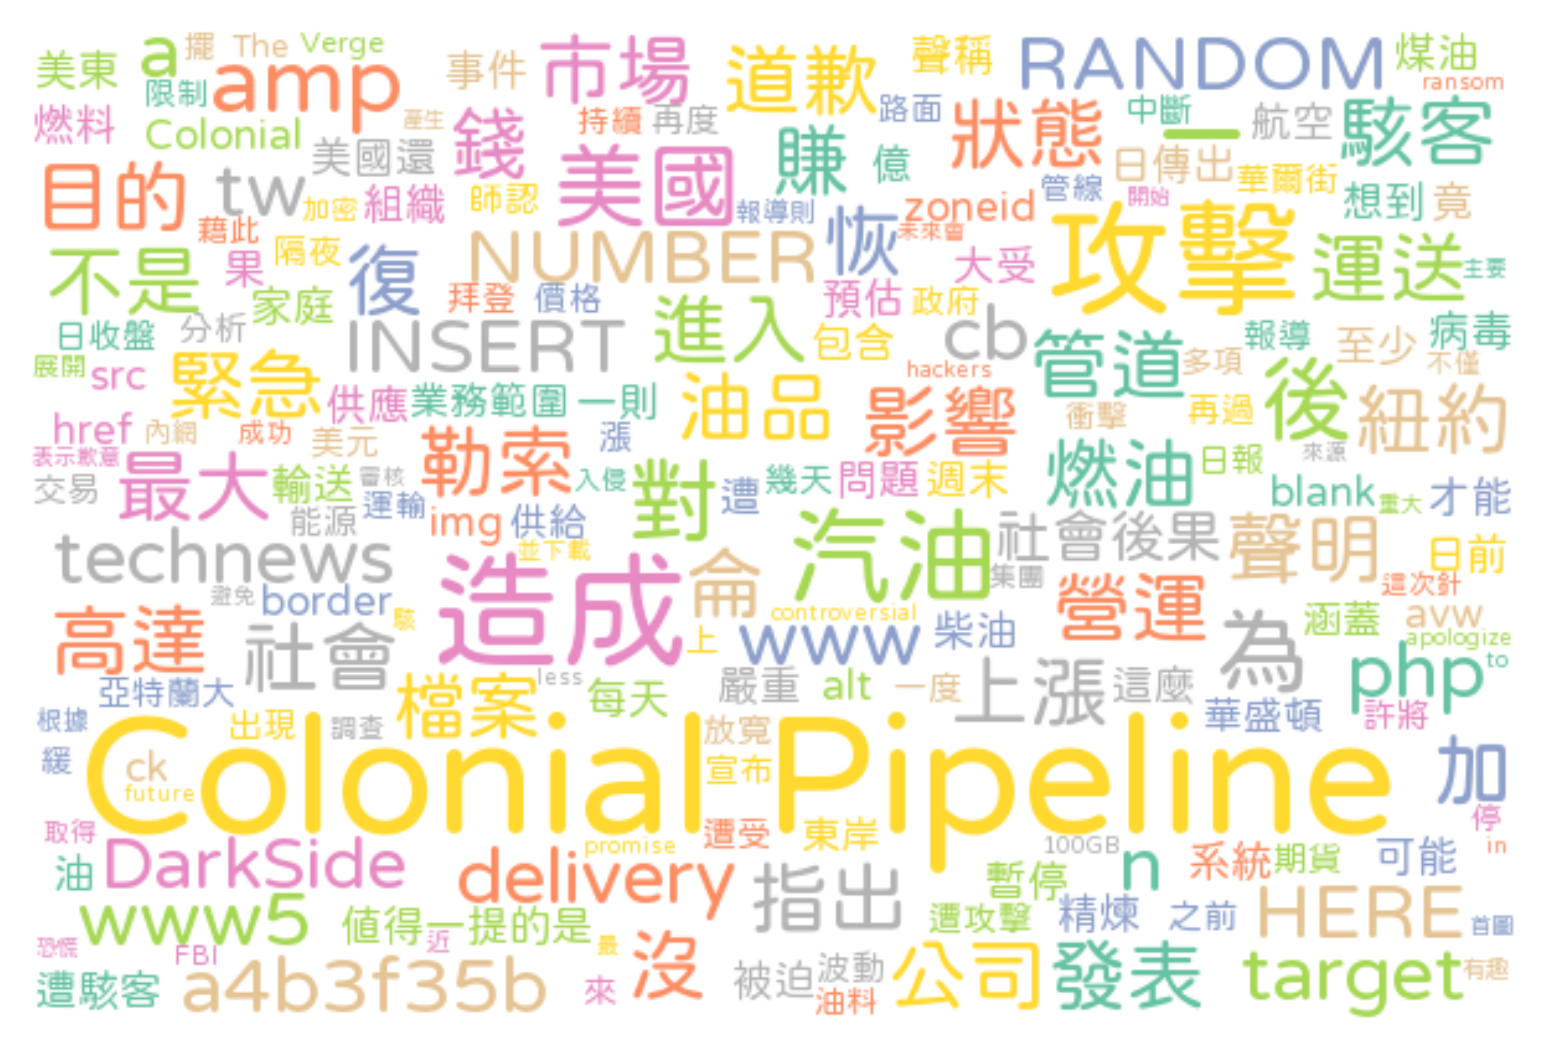 美東 a 擺 The Verge 事件 市場 道歉 聲稱 RANDOM 煤油
限制 amp ransom
燃料 Colonial 產生 錢 持續 再度 路面 狀態 中斷 一 航空 駭客
美國還 美國 賺 億 日傳出 華爾街
目的 tw 加密 組織 師認 報導則 管線 開始 想到 竟
藉此 NUMBER 恢 zoneid 未來會 攻擊
不是 果 隔夜 復 大受 運送 主要
家庭 拜登 價格 預估 政府
日收盤 分析 INSERT 進入 包含 cb 管道 報導 至少 病毒
展開 src 緊急 hackers 多項 不僅
供應 業務範圍 一則 油品 影響 衝擊 再過 後 紐約
href 內網 成功 美元 勒索 漲 來源
表示歉意 最大 輸送 審核 入侵 對 幾天 問題 週末 燃油 日報
交易 運輸 遭 blank 重大 才能
能源 img 供給 汽油 社會後果 聲明
technews 並下載 日前
造成 侖 集團 營運 這次針
避免 border 駭 controversial 涵蓋 avw
高達 社會 上 www 柴油 為 apologize
php to
less 嚴重 alt 一度 上漲 這麼
亞特蘭大 檔案 每天 華盛頓 許將
根據 出現 調查 放寬
緩 ck Colonial Pipeline 宣布 加
future
取得 遭受 東岸 停
promise 100GB in
油 DarkSide delivery 指出 n 系統 期貨 可能
暫停
www5 值得一提的是 遭攻擊 精煉 之前 HERE 首圖
恐慌 FBI 近 最
遭駭客 a4b3f35b 來 沒 被迫 波動 公司 發表 target 有趣
油料